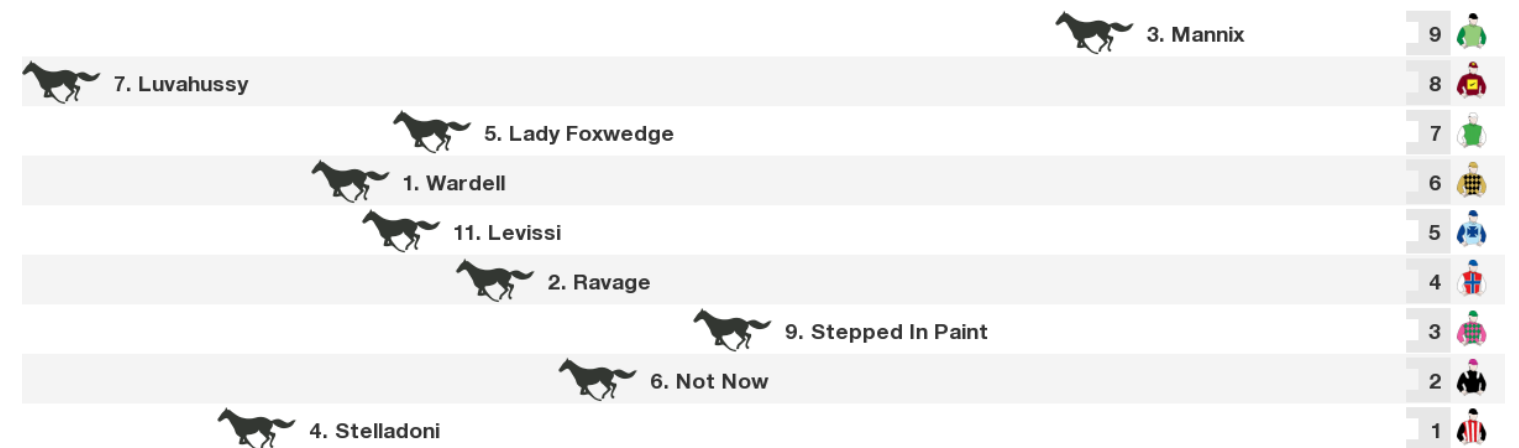 3. Mannix 9
7. Luvahussy 8
5. Lady Foxwedge 7
1. Wardell 6
11. Levissi 5
2. Ravage 4
9. Stepped In Paint 3
6. Not Now 2
4. Stelladoni 1